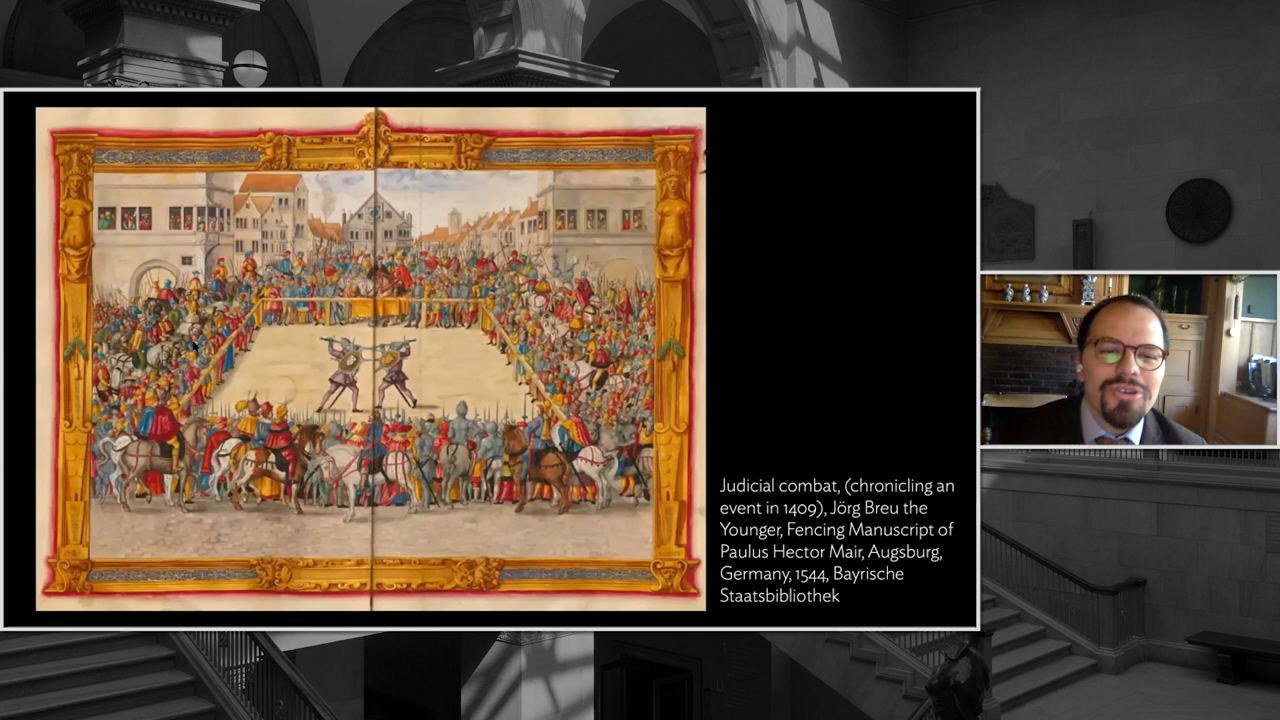 Judicial combat, (chronicling an
event in 1409), Jörg Breu the
Younger, Fencing Manuscript of
Paulus Hector Mair, Augsburg,
Germany, 1544, Bayrische
Staatsbibliothek